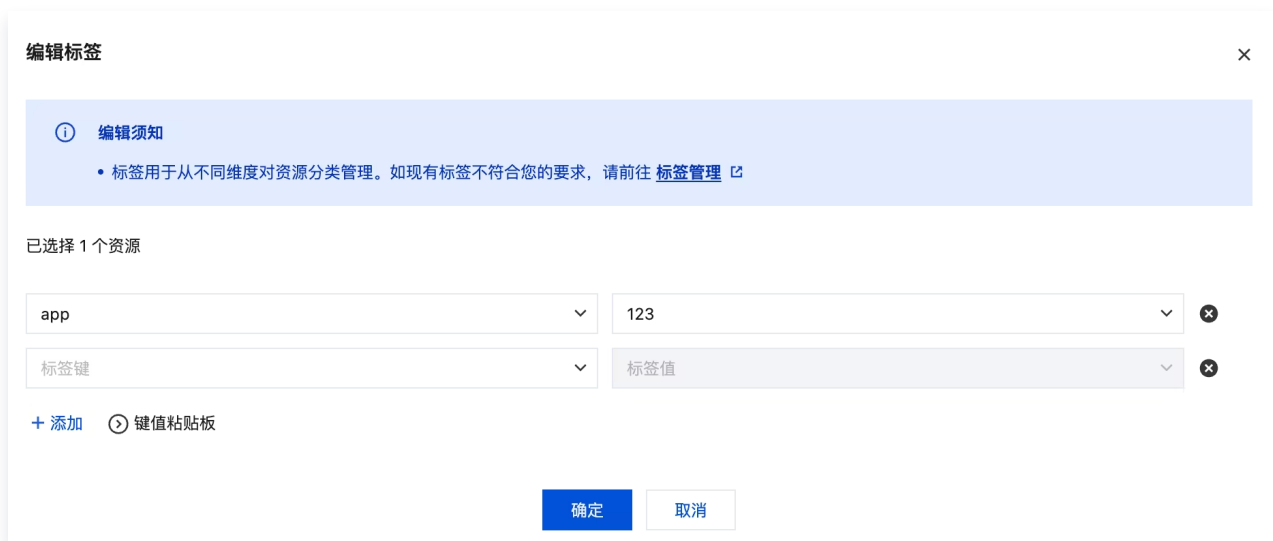 编辑标签
编辑须知
• 标签用于从不同维度对资源分类管理。如现有标签不符合您的要求，请前往 标签管理
已选择 1 个资源
app 123
标签键 标签值
+ 添加 键值粘贴板
确定 取消